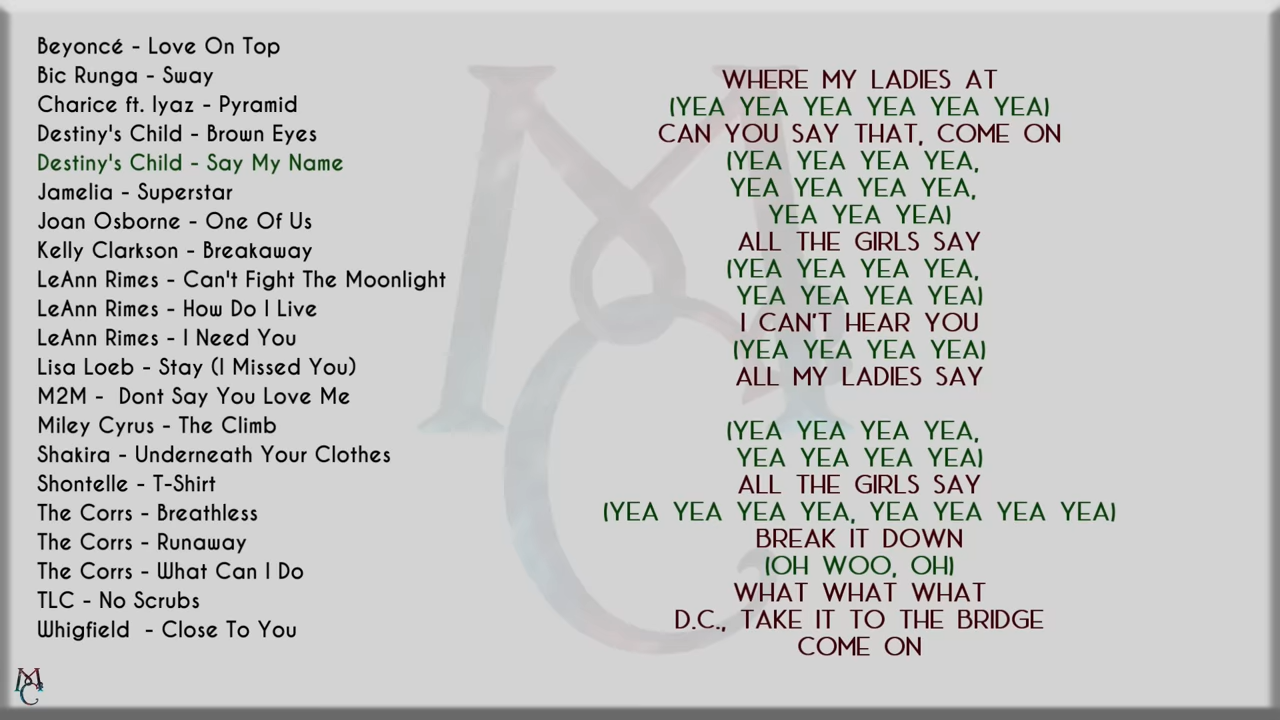 Beyoncé - Love On Top
Bic Runga - Sway
Charice ft. Iyaz - Pyramid
Destiny's Child - Brown Eyes
Destiny's Child - Say My Name
Jamelia - Superstar
Joan Osborne - One Of Us
Kelly Clarkson - Breakaway
LeAnn Rimes - Can't Fight The Moonlight
LeAnn Rimes - How Do I Live
LeAnn Rimes - I Need You
Lisa Loeb - Stay (I Missed You)
M2M -  Dont Say You Love Me
Miley Cyrus - The Climb
Shakira - Underneath Your Clothes
Shontelle - T-Shirt
The Corrs - Breathless
The Corrs - Runaway
The Corrs - What Can I Do
TLC - No Scrubs
Whigfield  - Close To You
WHERE MY LADIES AT
(YEA YEA YEA YEA YEA YEA)
CAN YOU SAY THAT, COME ON
(YEA YEA YEA YEA,
YEA YEA YEA YEA,
YEA YEA YEA)
ALL THE GIRLS SAY
(YEA YEA YEA YEA,
YEA YEA YEA YEA)
I CAN'T HEAR YOU
(YEA YEA YEA YEA)
ALL MY LADIES SAY
(YEA YEA YEA YEA,
YEA YEA YEA YEA)
ALL THE GIRLS SAY
(YEA YEA YEA YEA, YEA YEA YEA YEA)
BREAK IT DOWN
(OH WOO, OH)
WHAT WHAT WHAT
D.C., TAKE IT TO THE BRIDGE
COME ON
MC